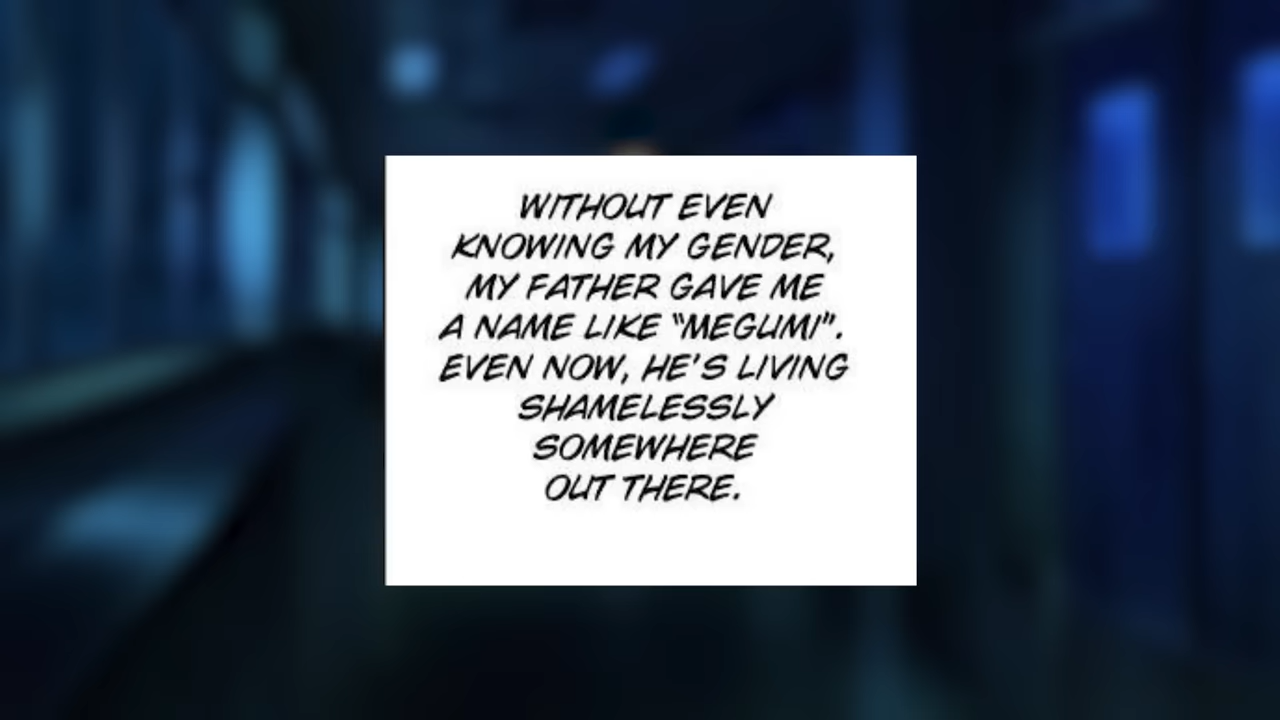 WITHOUT EVEN
KNOWING MY GENDER,
MY FATHER GAVE ME
A NAME LIKE "MEGUMI".
EVEN NOW, HE'S LIVING
SHAMELESSLY
SOMEWHERE
OUT THERE.